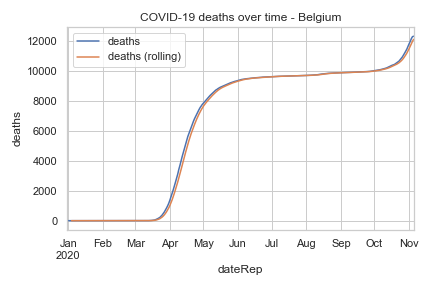 COVID-19 deaths over time - Belgium
deaths
deaths (rolling)
12000
10000
8000
6000
4000
2000
0
deaths
Jan Feb Mar Apr May Jun Jul Aug Sep Oct Nov
2020
dateRep